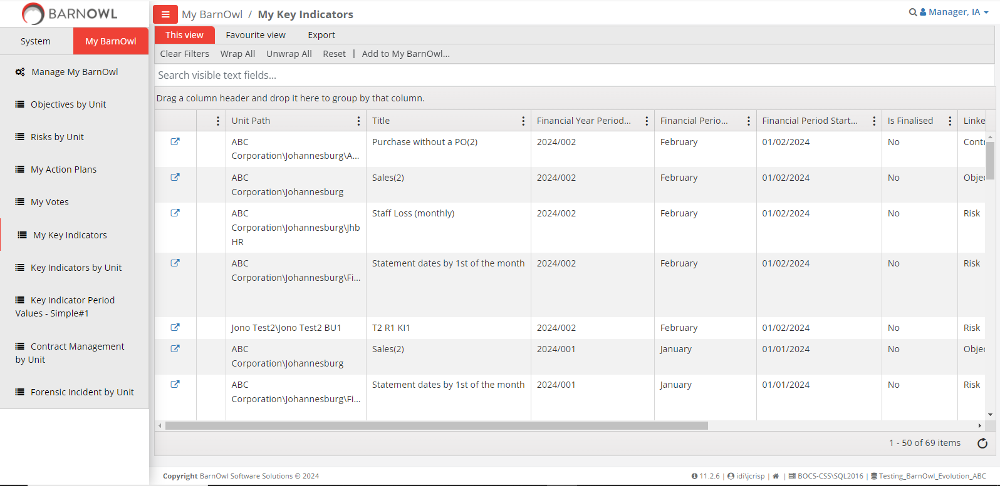 BARNOWL
My BarnOwl / My Key Indicators
Manager, IA
System
My BarnOwl
This view
Favourite view
Export
Clear Filters
Wrap All
Unwrap All
Reset
|
Add to My BarnOwl...
Search visible text fields...
Drag a column header and drop it here to group by that column.
Manage My BarnOwl
Objectives by Unit
Risks by Unit
My Action Plans
My Votes
My Key Indicators
Key Indicators by Unit
Key Indicator Period
Values - Simple#1
Contract Management
by Unit
Forensic Incident by Unit
Unit Path
Title
Financial Year Period...
Financial Perio...
Financial Period Start...
Is Finalised
Linke
ABC
Corporation\Johannesburg\A...
Purchase without a PO(2)
2024/002
February
01/02/2024
No
Contr
ABC
Corporation\Johannesburg
Sales(2)
2024/002
February
01/02/2024
No
Objec
ABC
Corporation\Johannesburg\Jhb
HR
Staff Loss (monthly)
2024/002
February
01/02/2024
No
Risk
ABC
Corporation\Johannesburg\Fi...
Statement dates by 1st of the month
2024/002
February
01/02/2024
No
Risk
Jono Test2\Jono Test2 BU1
T2 R1 KI1
2024/002
February
01/02/2024
No
Risk
ABC
Corporation\Johannesburg
Sales(2)
2024/001
January
01/01/2024
No
Objec
ABC
Corporation\Johannesburg\Fi...
Statement dates by 1st of the month
2024/001
January
01/01/2024
No
Risk
1 - 50 of 69 items
Copyright BarnOwl Software Solutions © 2024
11.2.6 | idi\jcrisp | | BOCS-CSS\SQL2016 | Testing_BarnOwl_Evolution_ABC